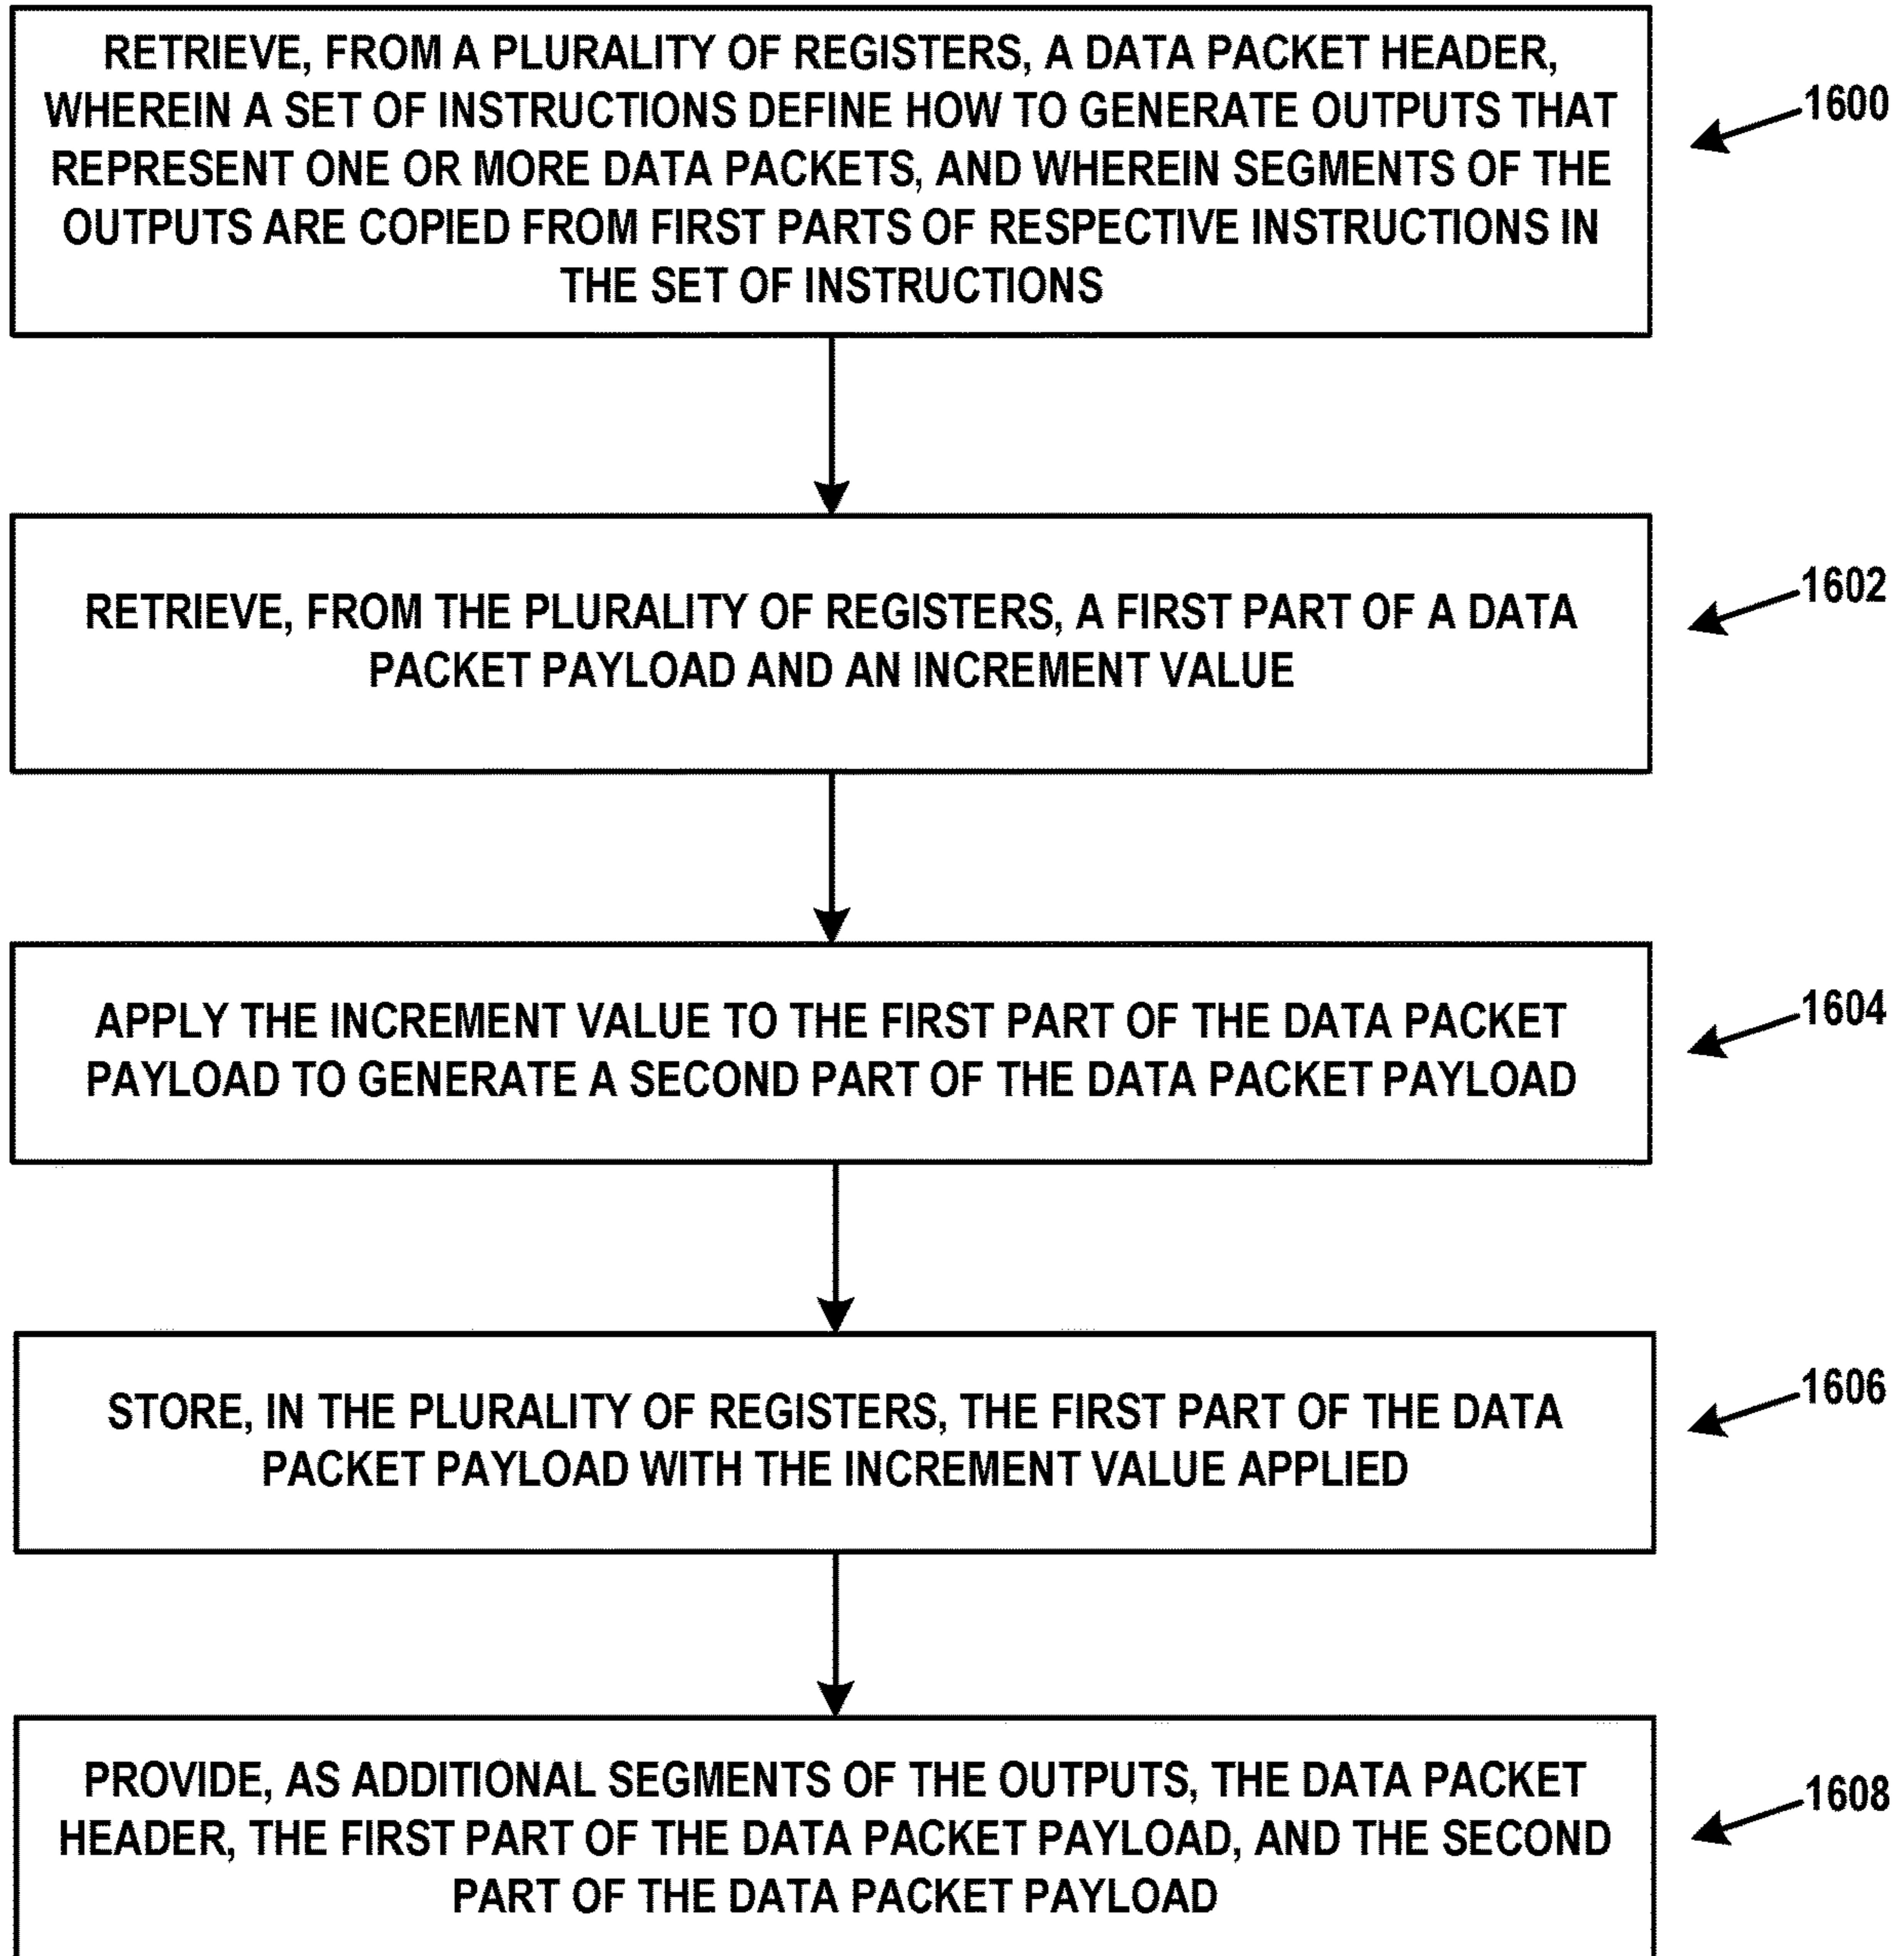 RETRIEVE, FROM A PLURALITY OF REGISTERS, A DATA PACKET HEADER,
WHEREIN A SET OF INSTRUCTIONS DEFINE HOW TO GENERATE OUTPUTS THAT
REPRESENT ONE OR MORE DATA PACKETS, AND WHEREIN SEGMENTS OF THE
OUTPUTS ARE COPIED FROM FIRST PARTS OF RESPECTIVE INSTRUCTIONS IN
THE SET OF INSTRUCTIONS
1600
RETRIEVE, FROM THE PLURALITY OF REGISTERS, A FIRST PART OF A DATA
PACKET PAYLOAD AND AN INCREMENT VALUE
1602
APPLY THE INCREMENT VALUE TO THE FIRST PART OF THE DATA PACKET
PAYLOAD TO GENERATE A SECOND PART OF THE DATA PACKET PAYLOAD
1604
STORE, IN THE PLURALITY OF REGISTERS, THE FIRST PART OF THE DATA
PACKET PAYLOAD WITH THE INCREMENT VALUE APPLIED
1606
PROVIDE, AS ADDITIONAL SEGMENTS OF THE OUTPUTS, THE DATA PACKET
HEADER, THE FIRST PART OF THE DATA PACKET PAYLOAD, AND THE SECOND
PART OF THE DATA PACKET PAYLOAD
1608